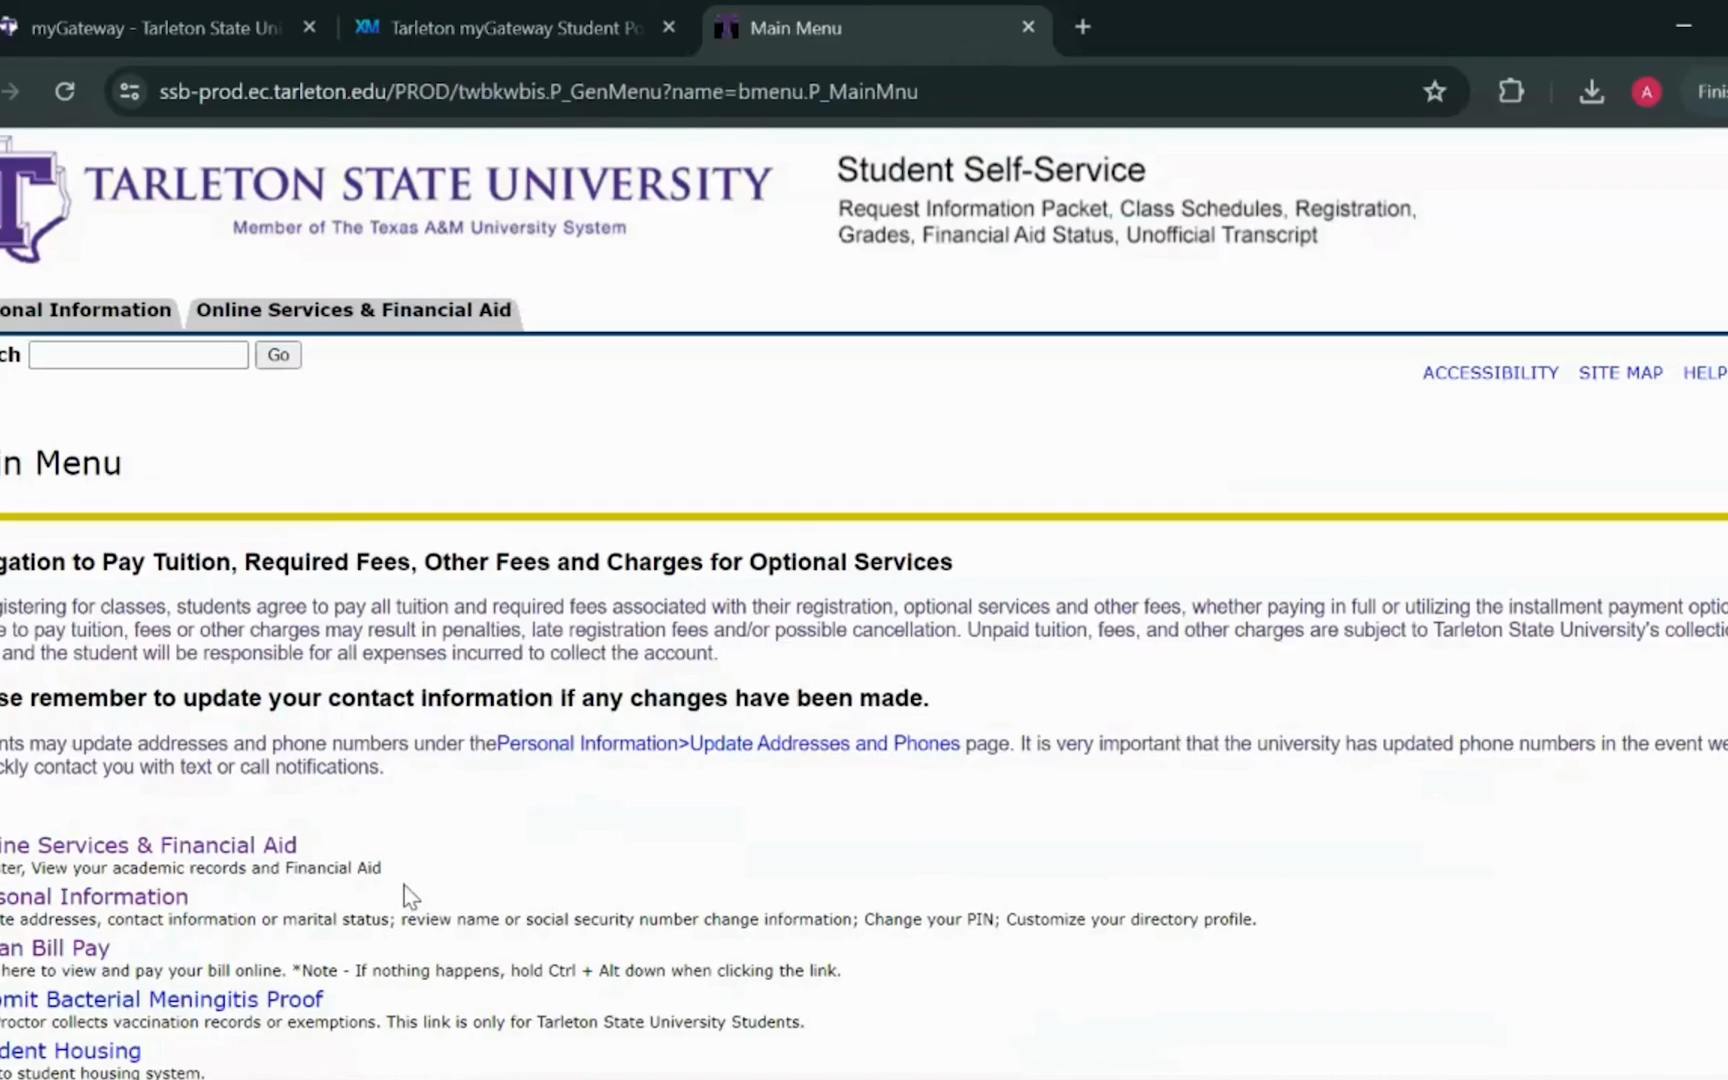 myGateway - Tarleton State Uni
XM Tarleton myGateway Student Po
Main Menu
ssb-prod.ec.tarleton.edu/PROD/twbkwbis.P_GenMenu?name=bmenu.P_MainMnu
A
Finis
T
TARLETON STATE UNIVERSITY
Member of The Texas A&M University System
Student Self-Service
Request Information Packet, Class Schedules, Registration,
Grades, Financial Aid Status, Unofficial Transcript
onal Information
Online Services & Financial Aid
ch
Go
ACCESSIBILITY SITE MAP HELP
in Menu
gation to Pay Tuition, Required Fees, Other Fees and Charges for Optional Services
gistering for classes, students agree to pay all tuition and required fees associated with their registration, optional services and other fees, whether paying in full or utilizing the installment payment optio
e to pay tuition, fees or other charges may result in penalties, late registration fees and/or possible cancellation. Unpaid tuition, fees, and other charges are subject to Tarleton State University's collectio
and the student will be responsible for all expenses incurred to collect the account.
se remember to update your contact information if any changes have been made.
nts may update addresses and phone numbers under thePersonal Information>Update Addresses and Phones page. It is very important that the university has updated phone numbers in the event we
ckly contact you with text or call notifications.
ine Services & Financial Aid
ster, View your academic records and Financial Aid
sonal Information
te addresses, contact information or marital status; review name or social security number change information; Change your PIN; Customize your directory profile.
an Bill Pay
here to view and pay your bill online. *Note - If nothing happens, hold Ctrl + Alt down when clicking the link.
omit Bacterial Meningitis Proof
roctor collects vaccination records or exemptions. This link is only for Tarleton State University Students.
dent Housing
to student housing system.